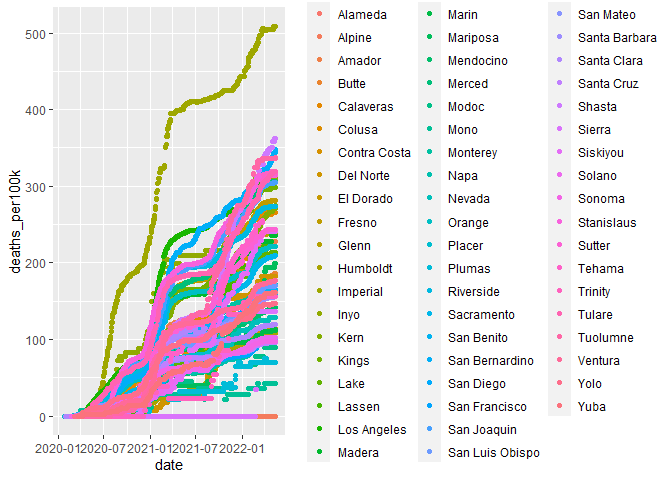 deaths_per100k
500
400
300
200
100
0
2020-01 2020-07 2021-01 2021-07 2022-01
date
Alameda
Alpine
Amador
Butte
Calaveras
Colusa
Contra Costa
Del Norte
El Dorado
Fresno
Glenn
Humboldt
Imperial
Inyo
Kern
Kings
Lake
Lassen
Los Angeles
Madera
Marin
Mariposa
Mendocino
Merced
Modoc
Mono
Monterey
Napa
Nevada
Orange
Placer
Plumas
Riverside
Sacramento
San Benito
San Bernardino
San Diego
San Francisco
San Joaquin
San Luis Obispo
San Mateo
Santa Barbara
Santa Clara
Santa Cruz
Shasta
Sierra
Siskiyou
Solano
Sonoma
Stanislaus
Sutter
Tehama
Trinity
Tulare
Tuolumne
Ventura
Yolo
Yuba